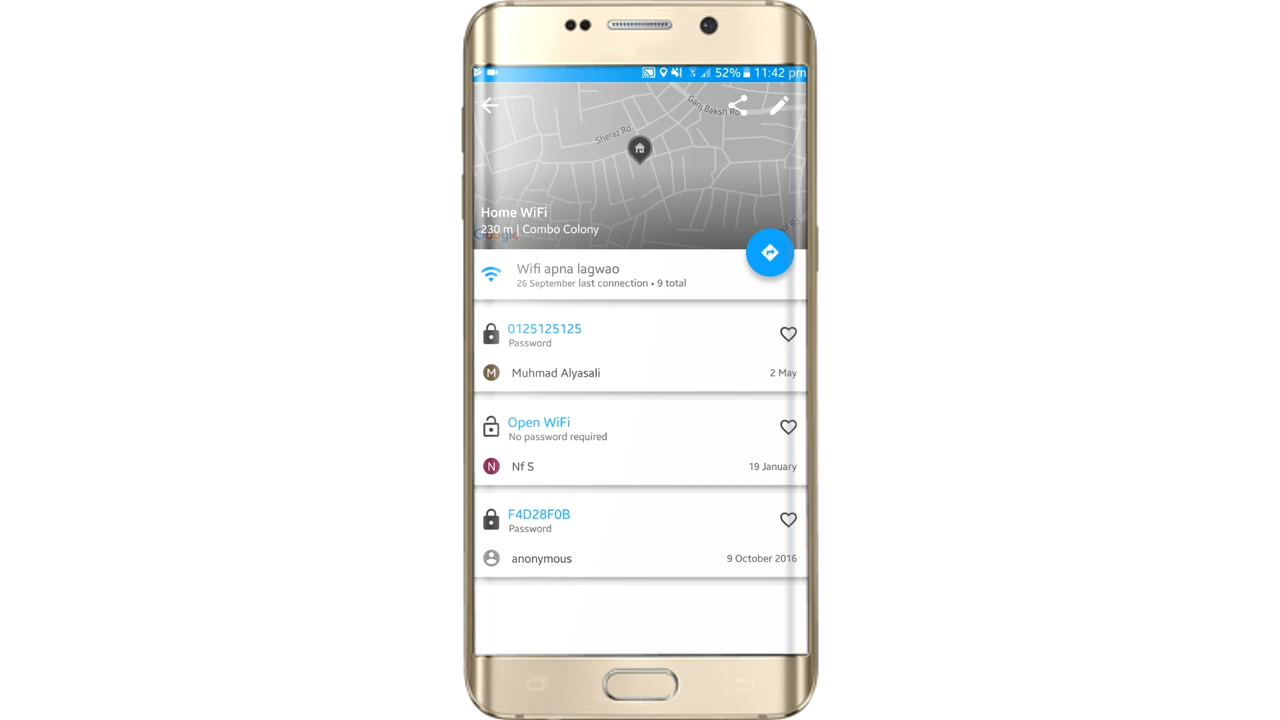 52% 11:42 pm
Ganj Baksh Ro
Sheraz Rd
Home WiFi
230 m | Combo Colony
Google
Wifi apna lagwao
26 September last connection • 9 total
0125125125
Password
M Muhmad Alyasali 2 May
Open WiFi
No password required
N Nf S 19 January
F4D28F0B
Password
anonymous 9 October 2016